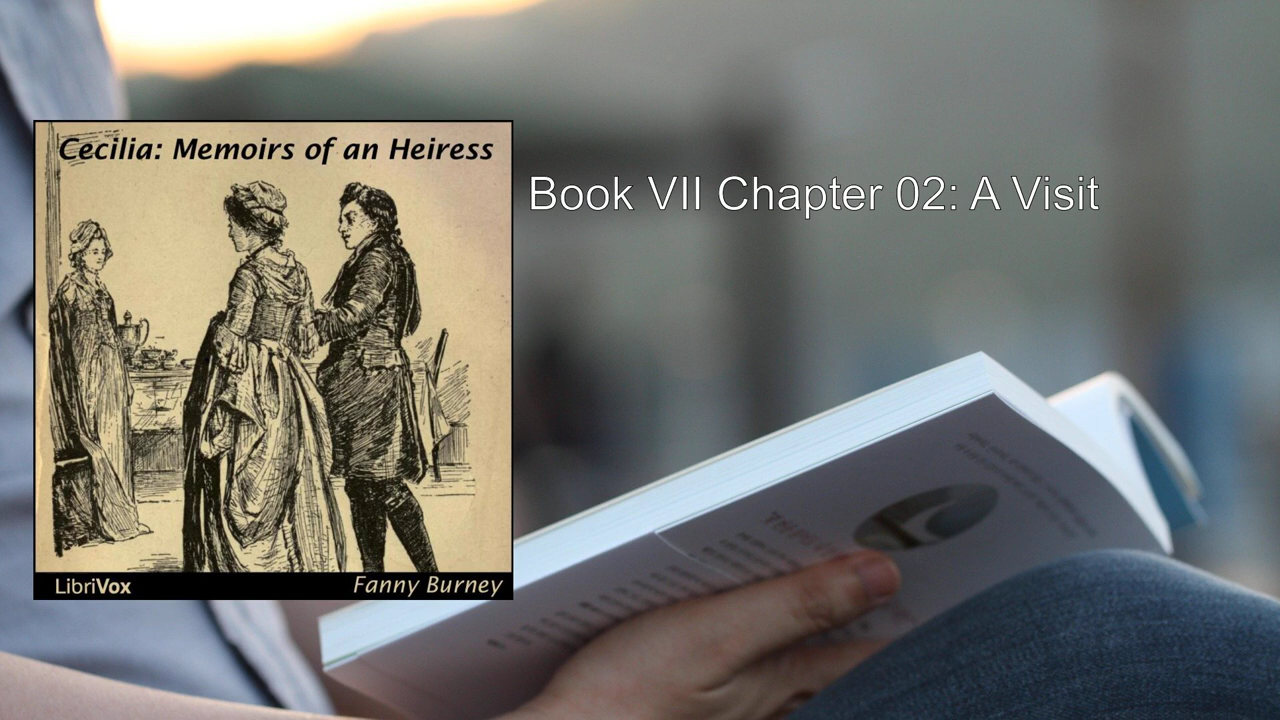 Cecilia: Memoirs of an Heiress
Book VII Chapter 02: A Visit
LibriVox
Fanny Burney